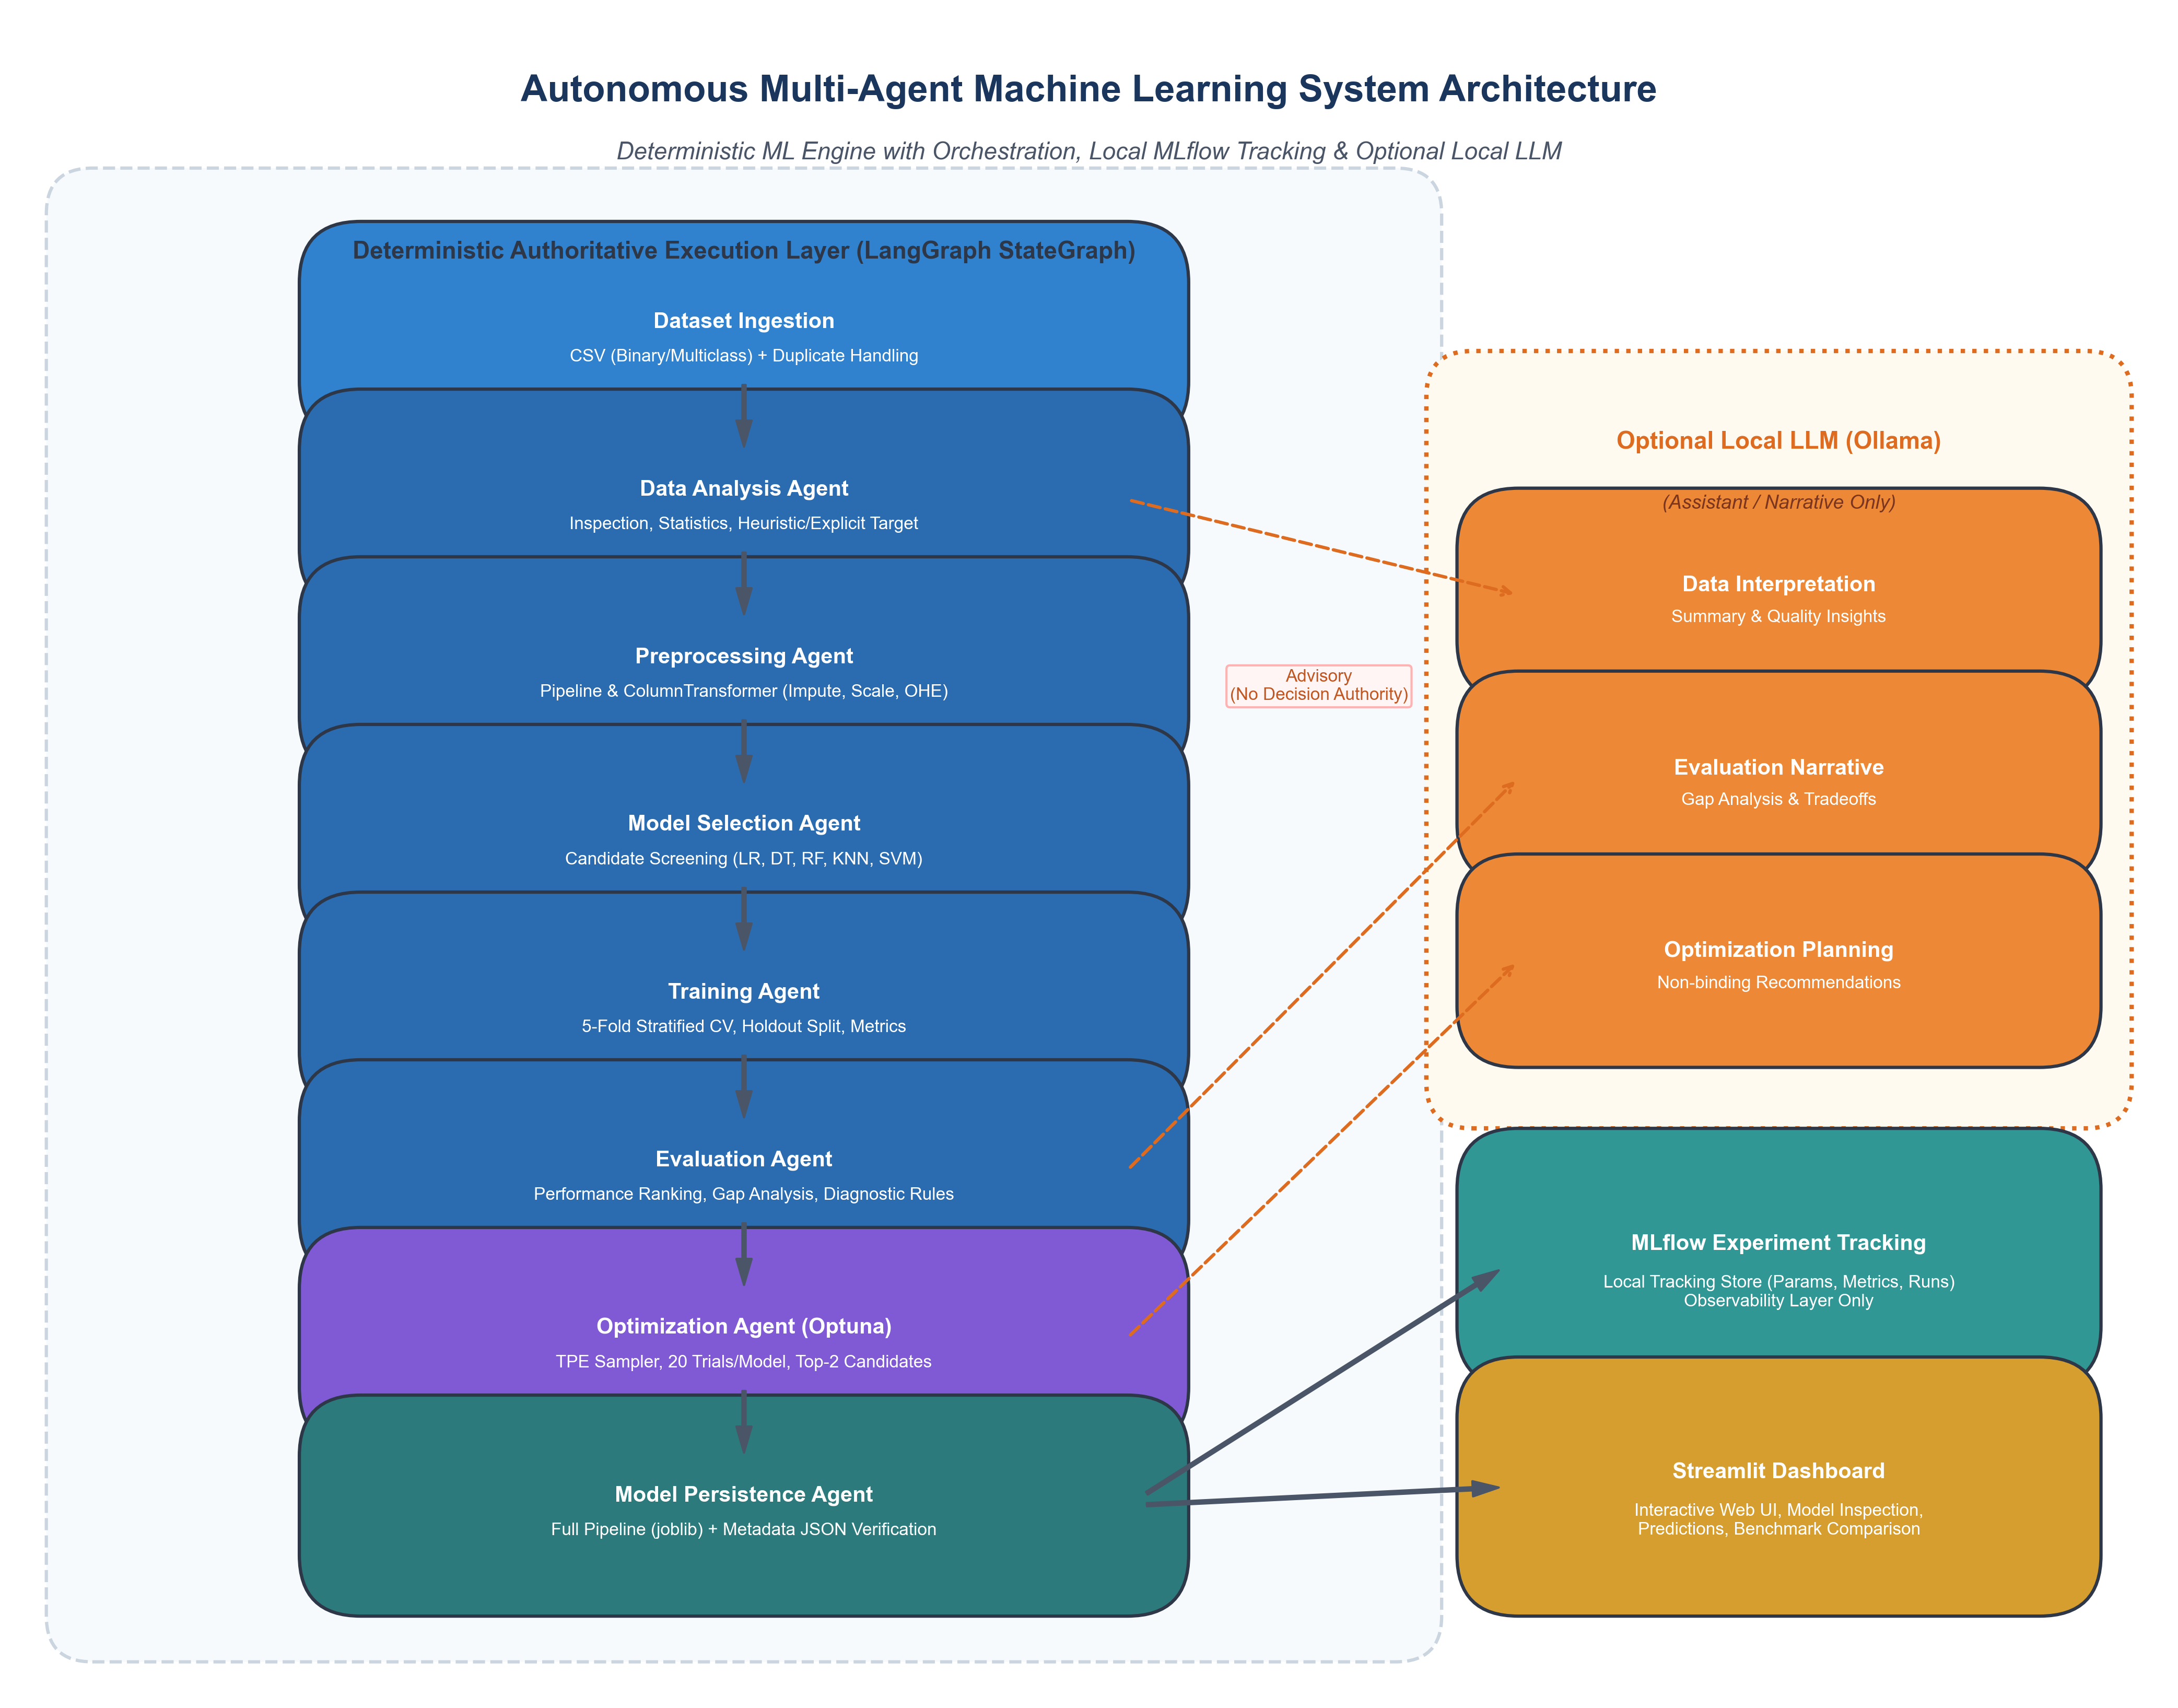 Autonomous Multi-Agent Machine Learning System Architecture
Deterministic ML Engine with Orchestration, Local MLflow Tracking & Optional Local LLM
Deterministic Authoritative Execution Layer (LangGraph StateGraph)
Dataset Ingestion
CSV (Binary/Multiclass) + Duplicate Handling
Data Analysis Agent
Inspection, Statistics, Heuristic/Explicit Target
Preprocessing Agent
Pipeline & ColumnTransformer (Impute, Scale, OHE)
Model Selection Agent
Candidate Screening (LR, DT, RF, KNN, SVM)
Training Agent
5-Fold Stratified CV, Holdout Split, Metrics
Evaluation Agent
Performance Ranking, Gap Analysis, Diagnostic Rules
Optimization Agent (Optuna)
TPE Sampler, 20 Trials/Model, Top-2 Candidates
Model Persistence Agent
Full Pipeline (joblib) + Metadata JSON Verification
Advisory
(No Decision Authority)
Optional Local LLM (Ollama)
(Assistant / Narrative Only)
Data Interpretation
Summary & Quality Insights
Evaluation Narrative
Gap Analysis & Tradeoffs
Optimization Planning
Non-binding Recommendations
MLflow Experiment Tracking
Local Tracking Store (Params, Metrics, Runs)
Observability Layer Only
Streamlit Dashboard
Interactive Web UI, Model Inspection,
Predictions, Benchmark Comparison